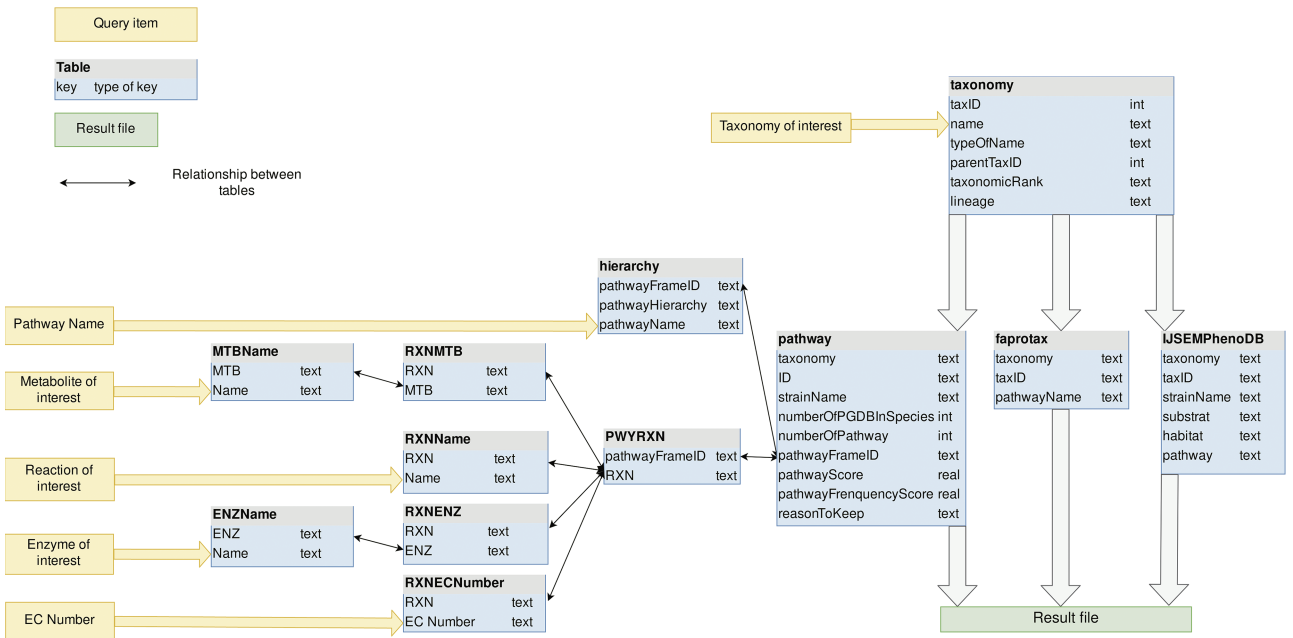 Query item
Table
key type of key
Result file
Relationship between
tables
Taxonomy of interest
taxonomy
taxID int
name text
typeOfName text
parentTaxID int
taxonomicRank text
lineage text
hierarchy
pathwayFrameID text
pathwayHierarchy text
pathwayName text
Pathway Name
Metabolite of
interest
MTBName
MTB text
Name text
RXNMTB
RXN text
MTB text
Reaction of
interest
RXNName
RXN text
Name text
PWYRXN
pathwayFrameID text
RXN text
Enzyme of
interest
ENZName
ENZ text
Name text
RXNENZ
RXN text
ENZ text
EC Number
RXNECNumber
RXN text
EC Number text
pathway
taxonomy text
ID text
strainName text
numberOfPGDBInSpecies int
numberOfPathway int
pathwayFrameID text
pathwayScore real
pathwayFrenquencyScore real
reasonToKeep text
faprotax
taxonomy text
taxID text
pathwayName text
IJSEMPhenoDB
taxonomy text
taxID text
strainName text
substrat text
habitat text
pathway text
Result file